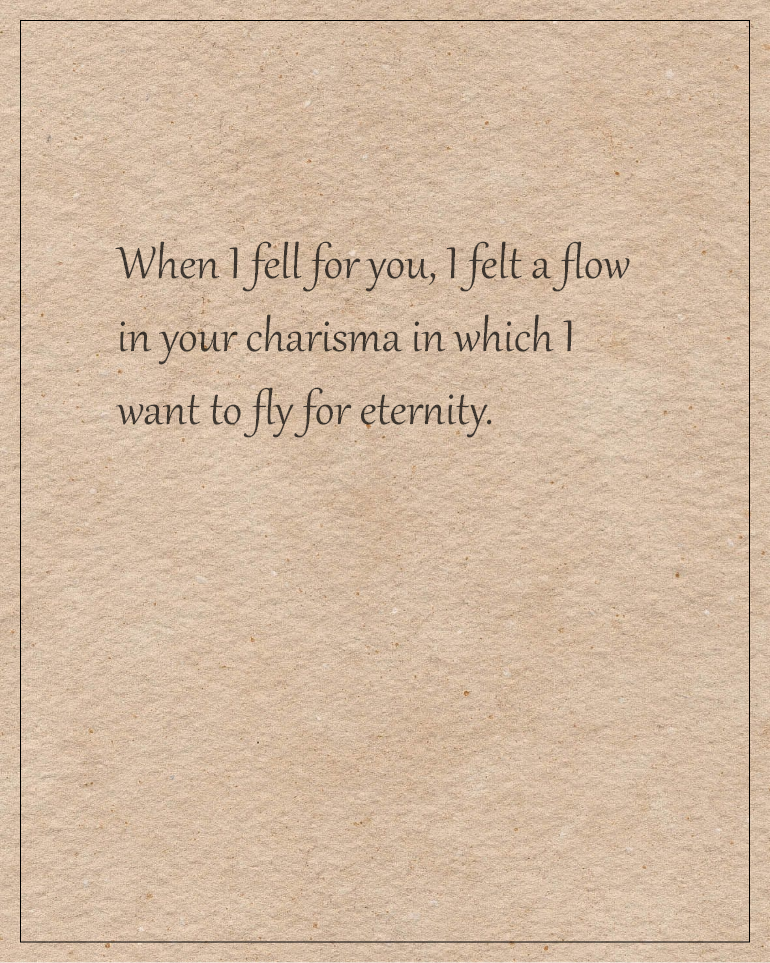 When I fell for you, I felt a flow
in your charisma in which I
want to fly for eternity.